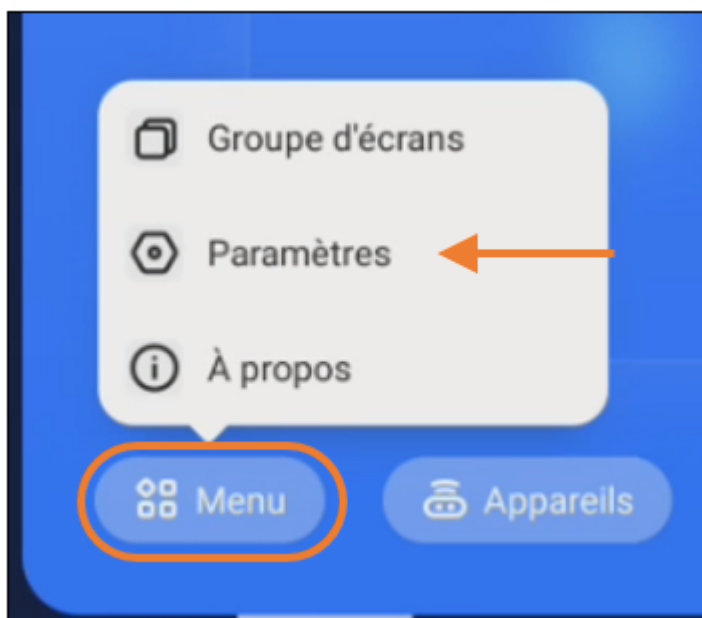 Groupe d'écrans
Paramètres
À propos
Menu
Appareils